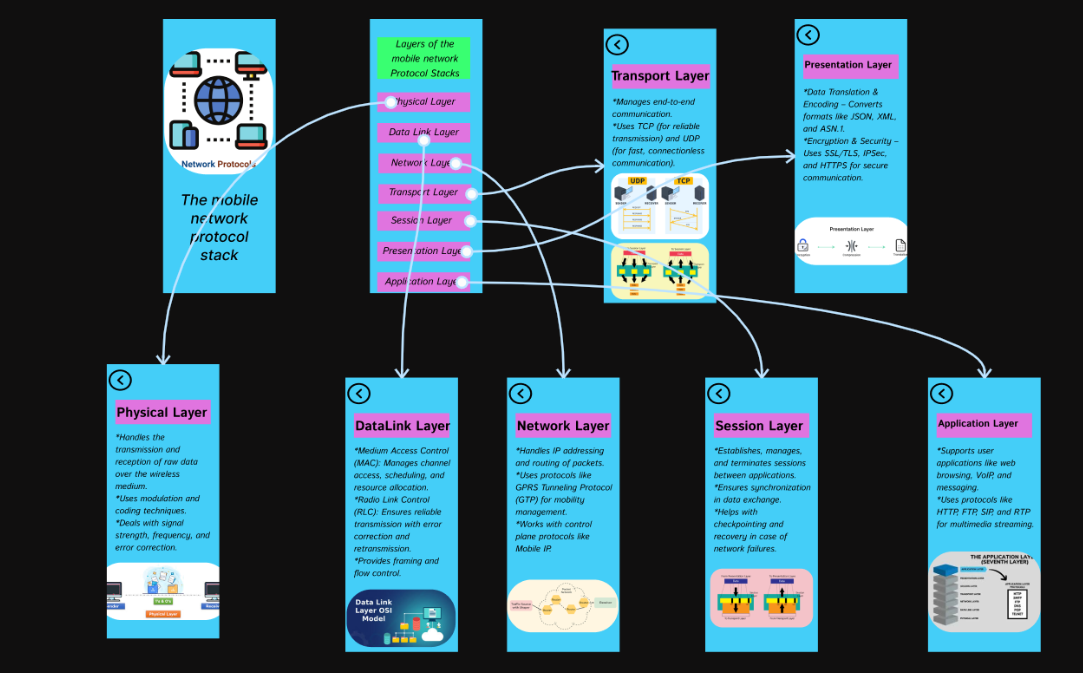 Network Protocols
The mobile
network
protocol
stack
Layers of the
mobile network
Protocol Stacks
Physical Layer
Data Link Layer
Network Layer
Transport Layer
Session Layer
Presentation Layer
Application Layer
Transport Layer
*Manages end-to-end
communication.
*Uses TCP (for reliable
transmission) and UDP
(for fast, connectionless
communication).
UDP TCP
Presentation Layer
*Data Translation &
Encoding – Converts
formats like JSON, XML,
and ASN.1.
*Encryption & Security –
Uses SSL/TLS, IPSec,
and HTTPS for secure
communication.
Presentation Layer
Physical Layer
*Handles the
transmission and
reception of raw data
over the wireless
medium.
*Uses modulation and
coding techniques.
*Deals with signal
strength, frequency, and
error correction.
Physical Layer
DataLink Layer
*Medium Access Control
(MAC): Manages channel
access, scheduling, and
resource allocation.
*Radio Link Control
(RLC): Ensures reliable
transmission with error
correction and
retransmission.
*Provides framing and
flow control.
Data Link
Layer OSI
Model
Network Layer
*Handles IP addressing
and routing of packets.
*Uses protocols like
GPRS Tunneling Protocol
(GTP) for mobility
management.
*Works with control
plane protocols like
Mobile IP.
Session Layer
*Establishes, manages,
and terminates sessions
between applications.
*Ensures synchronization
in data exchange.
*Helps with
checkpointing and
recovery in case of
network failures.
Application Layer
*Supports user
applications like web
browsing, VoIP, and
messaging.
*Uses protocols like
HTTP, FTP, SIP, and RTP
for multimedia streaming.
THE APPLICATION LAY
(SEVENTH LAYER)